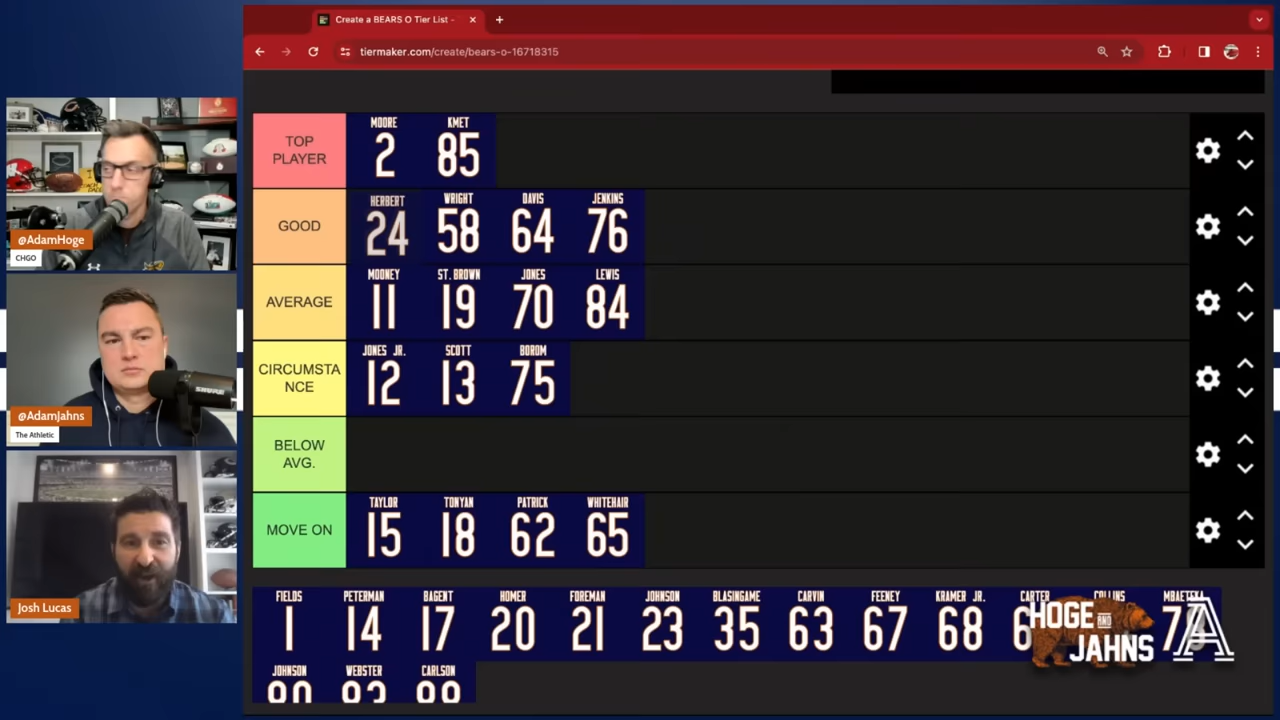 Create a BEARS O Tier List -
tiermaker.com/create/bears-o-16718315
@AdamHoge
CHGO
@AdamJahns
The Athletic
Josh Lucas
SHURE
TOP
PLAYER
MOORE KMET
2 85
GOOD
HERBERT WRIGHT DAVIS JENKINS
24 58 64 76
AVERAGE
MOONEY ST. BROWN JONES LEWIS
11 19 70 84
CIRCUMSTA
NCE
JONES JR. SCOTT BOROM
12 13 75
BELOW
AVG.
MOVE ON
TAYLOR TONYAN PATRICK WHITEHAIR
15 18 62 65
FIELDS PETERMAN BAGENT HOMER FOREMAN JOHNSON BLASINGAME CARVIN FEENEY KRAMER JR. CARTER COLLINS
1 14 17 20 21 23 35 63 67 68
HOGE AND
JAHNS
A
JOHNSON WEBSTER CARLSON